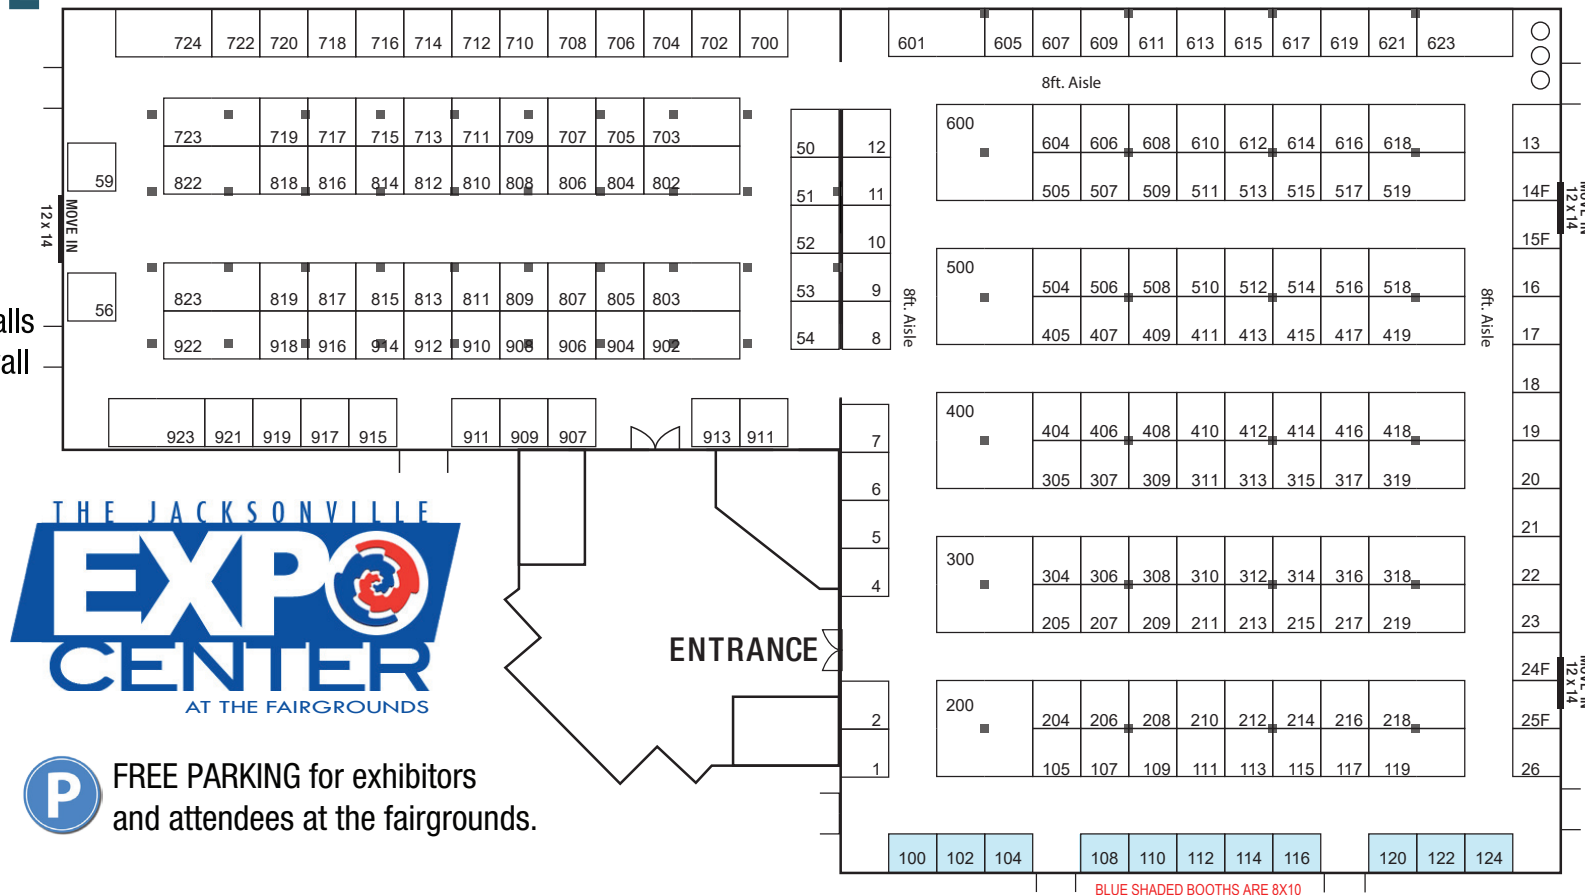 724 722 720 718 716 714 712 710 708 706 704 702 700
601 605 607 609 611 613 615 617 619 621 623
8ft. Aisle
723 719 717 715 713 711 709 707 705 703
822 818 816 814 812 810 808 806 804 802
59
56
MOVE IN
12 x 14
823 819 817 815 813 811 809 807 805 803
922 918 916 914 912 910 908 906 904 902
923 921 919 917 915 911 909 907 913 911
50 12
51 11
52 10
53 9
54 8
7
6
5
4
2
1
8ft. Aisle
600 604 606 608 610 612 614 616 618
505 507 509 511 513 515 517 519
500 504 506 508 510 512 514 516 518
405 407 409 411 413 415 417 419
400 404 406 408 410 412 414 416 418
305 307 309 311 313 315 317 319
300 304 306 308 310 312 314 316 318
205 207 209 211 213 215 217 219
200 204 206 208 210 212 214 216 218
105 107 109 111 113 115 117 119
8ft. Aisle
13
14F
15F
16
17
18
19
20
21
22
23
24F
25F
26
MOVE IN
12 x 14
MOVE IN
12 x 14
100 102 104 108 110 112 114 116 120 122 124
BLUE SHADED BOOTHS ARE 8X10
ENTRANCE
alls
all
THE JACKSONVILLE
EXPO
CENTER
AT THE FAIRGROUNDS
P
FREE PARKING for exhibitors
and attendees at the fairgrounds.